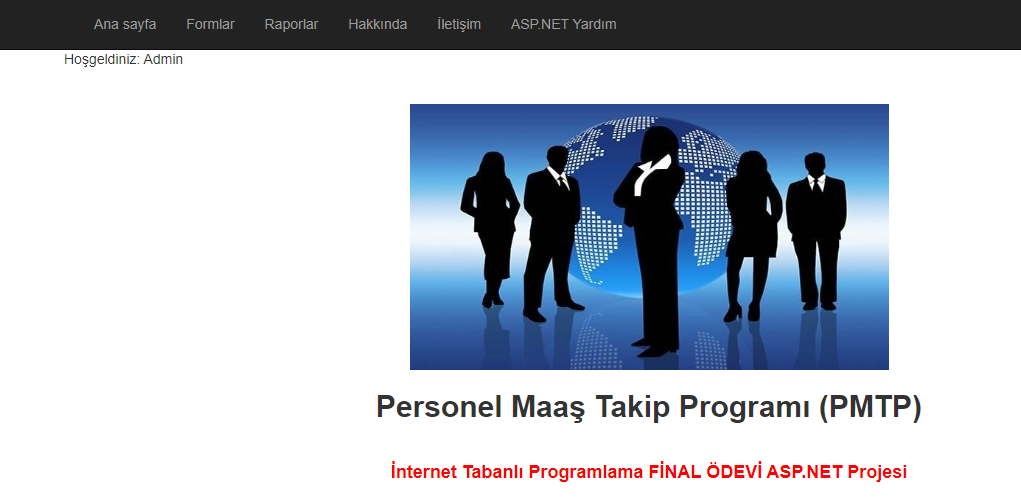 Ana sayfa Formlar Raporlar Hakkında İletişim ASP.NET Yardım
Hoşgeldiniz: Admin
Personel Maaş Takip Programı (PMTP)
İnternet Tabanlı Programlama FİNAL ÖDEVİ ASP.NET Projesi